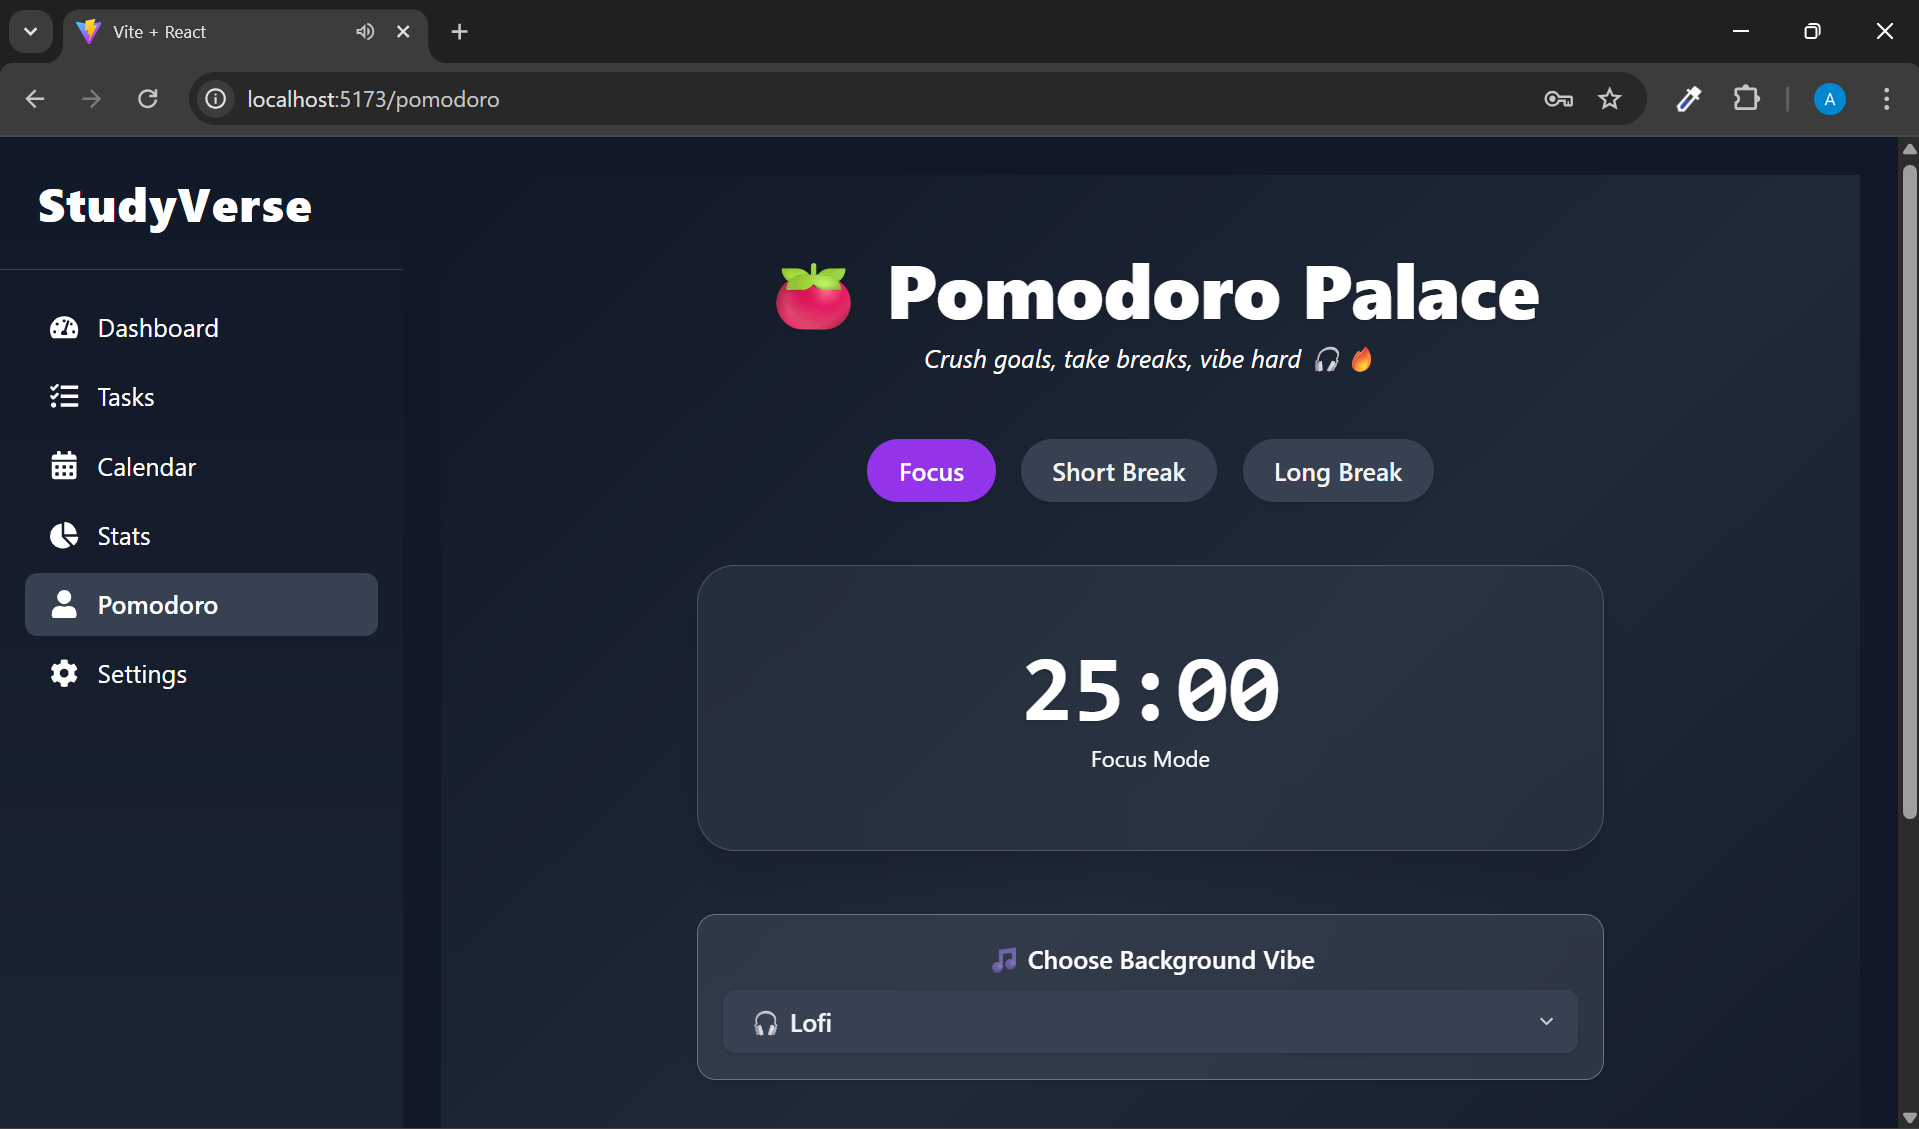 Vite + React
localhost:5173/pomodoro
A
StudyVerse
Dashboard
Tasks
Calendar
Stats
Pomodoro
Settings
🍅 Pomodoro Palace
Crush goals, take breaks, vibe hard 🎧 🔥
Focus
Short Break
Long Break
25:00
Focus Mode
🎵 Choose Background Vibe
🎧 Lofi